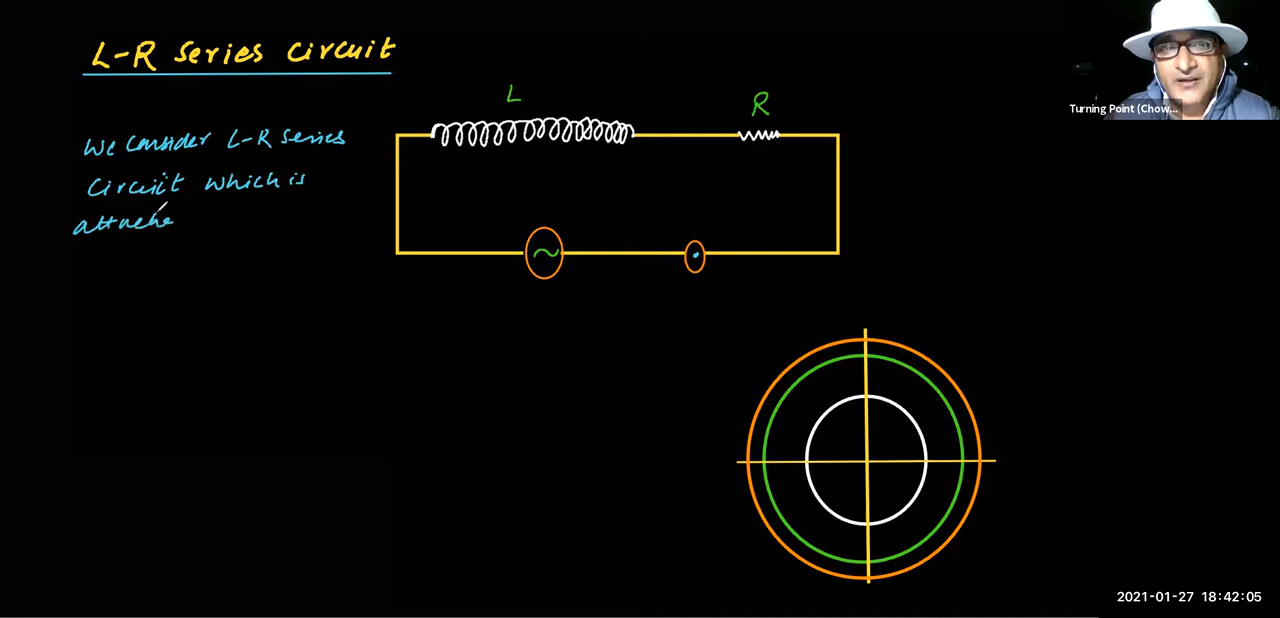 L-R Series Circuit
L
R
We Consider L-R Series
Circuit which is
attache
Turning Point (Chow...
2021-01-27 18:42:05